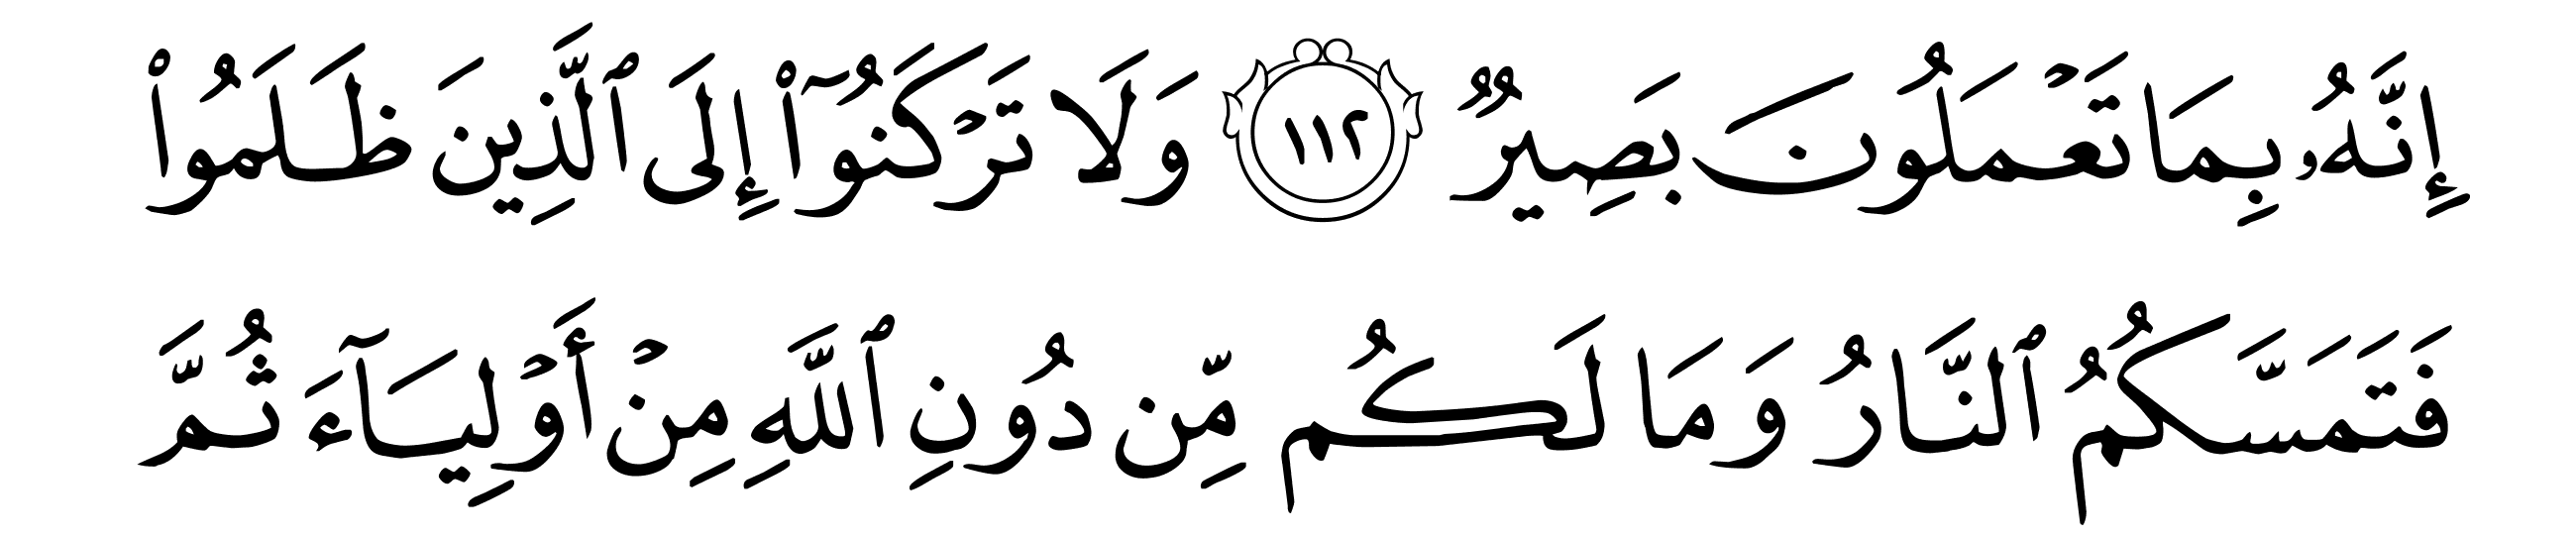 إِنَّهُۥ بِمَا تَعۡمَلُونَ بَصِيرٞ ١١٢ وَلَا تَرۡكَنُوٓاْ إِلَى ٱلَّذِينَ ظَلَمُواْ
فَتَمَسَّكُمُ ٱلنَّارُ وَمَا لَكُم مِّن دُونِ ٱللَّهِ مِنۡ أَوۡلِيَآءَ ثُمَّ